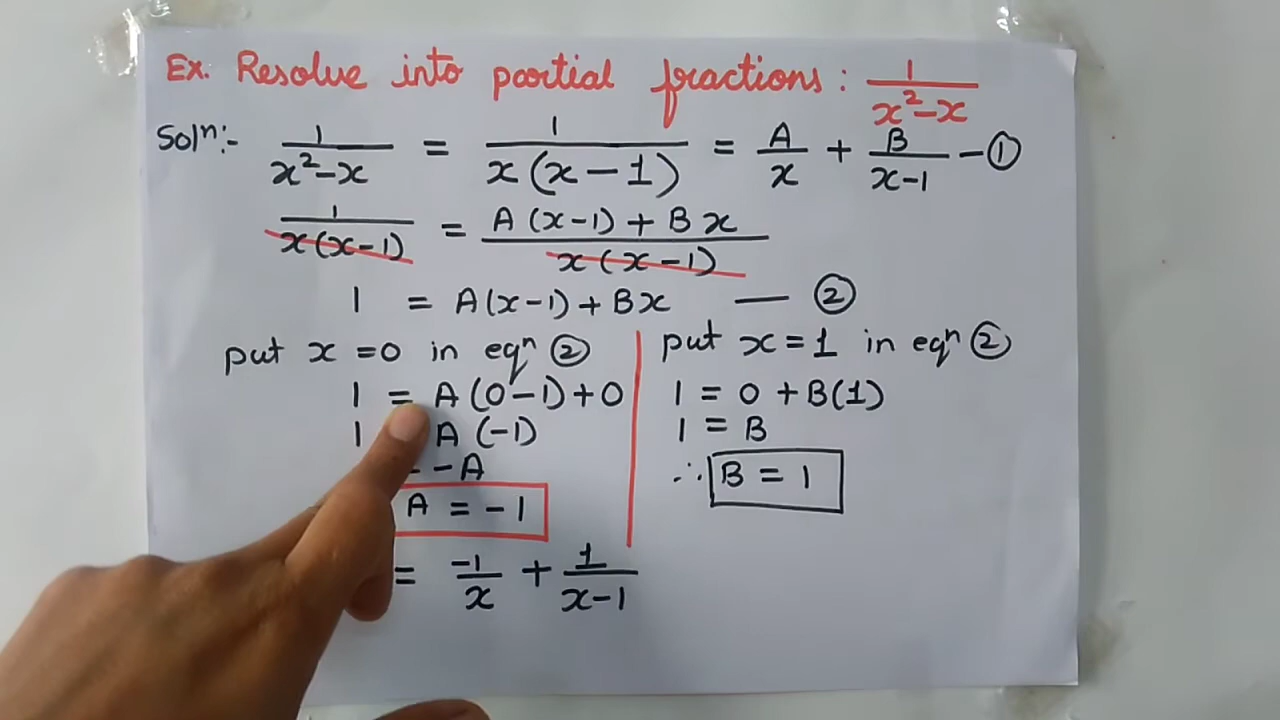 Ex. Resolve into partial fractions : 1/(x²-x)
Solⁿ:- 1/(x²-x) = 1/(x(x-1)) = A/x + B/(x-1) - ①
1/(x(x-1)) = (A(x-1) + Bx)/(x(x-1))
1 = A(x-1) + Bx — ②
put x=0 in eqⁿ ②
1 = A(0-1)+0
1 A(-1)
-A
A = -1
put x=1 in eqⁿ ②
1 = 0 + B(1)
1 = B
∴ B = 1
= -1/x + 1/(x-1)